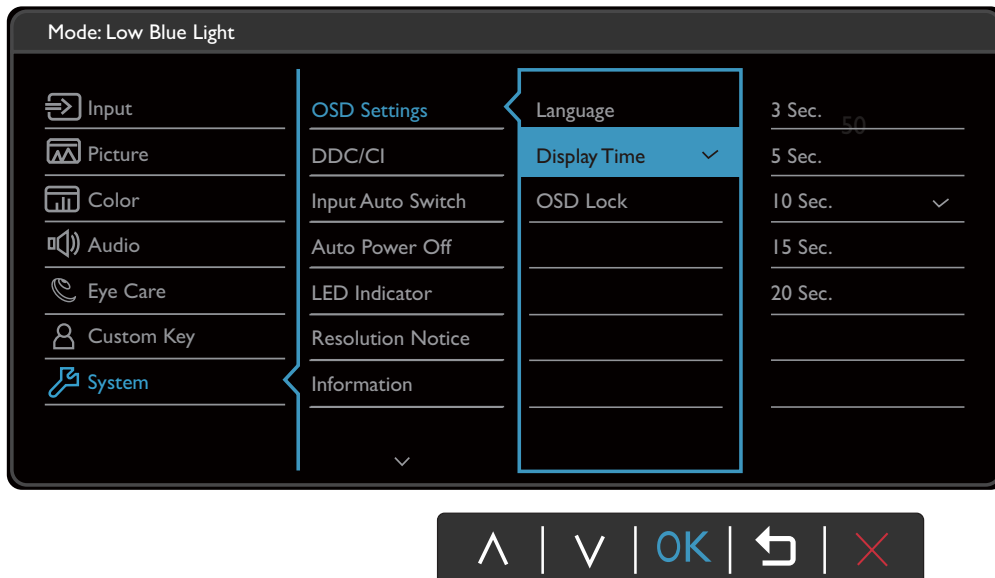 Mode: Low Blue Light
Input
Picture
Color
Audio
Eye Care
Custom Key
System
OSD Settings
DDC/CI
Input Auto Switch
Auto Power Off
LED Indicator
Resolution Notice
Information
Language
Display Time
OSD Lock
3 Sec.
50
5 Sec.
10 Sec.
15 Sec.
20 Sec.
OK